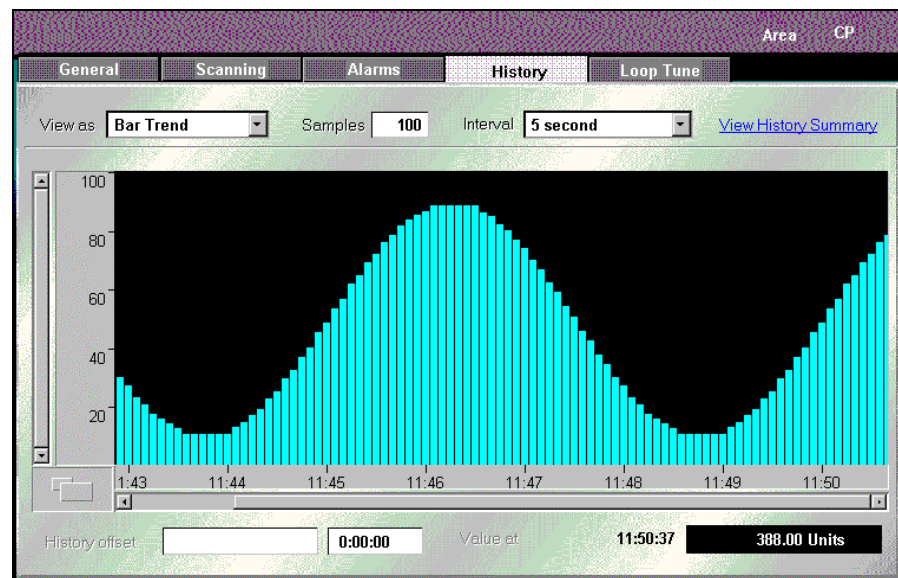 Area CP
General Scanning Alarms History Loop Tune
View as Bar Trend Samples 100 Interval 5 second View History Summary
100
80
60
40
20
1:43 11:44 11:45 11:46 11:47 11:48 11:49 11:50
History offset 0:00:00 Value at 11:50:37 388.00 Units